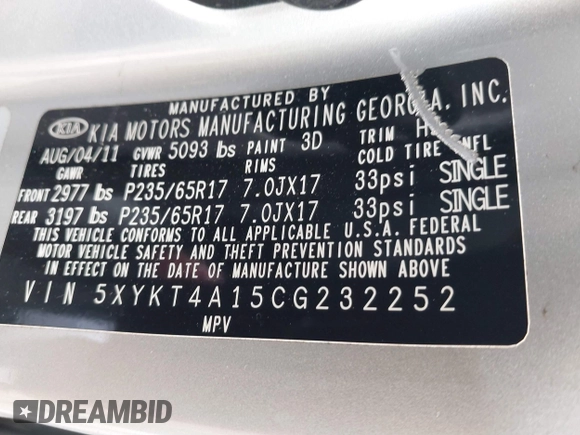 MANUFACTURED BY
KIA KIA MOTORS MANUFACTURING GEORGIA, INC.
AUG/04/11 GVWR 5093 lbs PAINT 3D TRIM
GAWR TIRES RIMS COLD TIRE INFL
FRONT 2977 lbs P235/65R17 7.0JX17 33psi SINGLE
REAR 3197 lbs P235/65R17 7.0JX17 33psi SINGLE
THIS VEHICLE CONFORMS TO ALL APPLICABLE U.S.A. FEDERAL
MOTOR VEHICLE SAFETY AND THEFT PREVENTION STANDARDS
IN EFFECT ON THE DATE OF MANUFACTURE SHOWN ABOVE
VIN 5XYKT4A15CG232252
MPV
DREAMBID